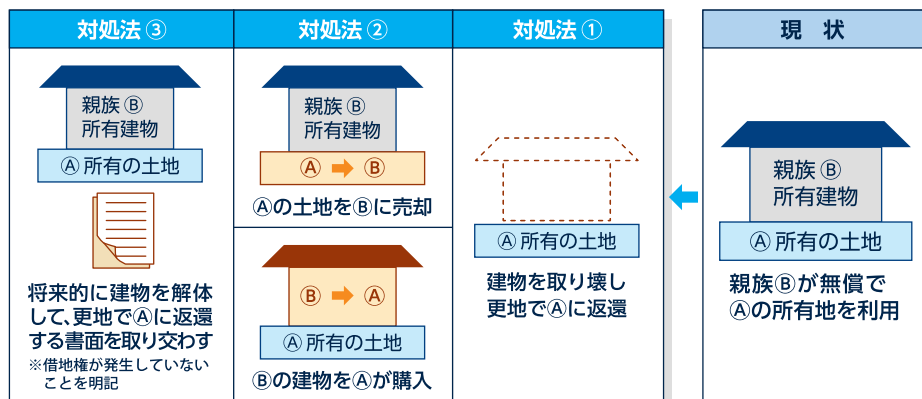 現 状
親族Ⓑ
所有建物
Ⓐ所有の土地
親族Ⓑが無償で
Ⓐの所有地を利用
対処法①
Ⓐ所有の土地
建物を取り壊し
更地でⒶに返還
対処法②
親族Ⓑ
所有建物
Ⓐ → Ⓑ
Ⓐの土地をⒷに売却
Ⓑ → Ⓐ
Ⓐ所有の土地
Ⓑの建物をⒶが購入
対処法③
親族Ⓑ
所有建物
Ⓐ所有の土地
将来的に建物を解体
して、更地でⒶに返還
する書面を取り交わす
※借地権が発生していない
ことを明記